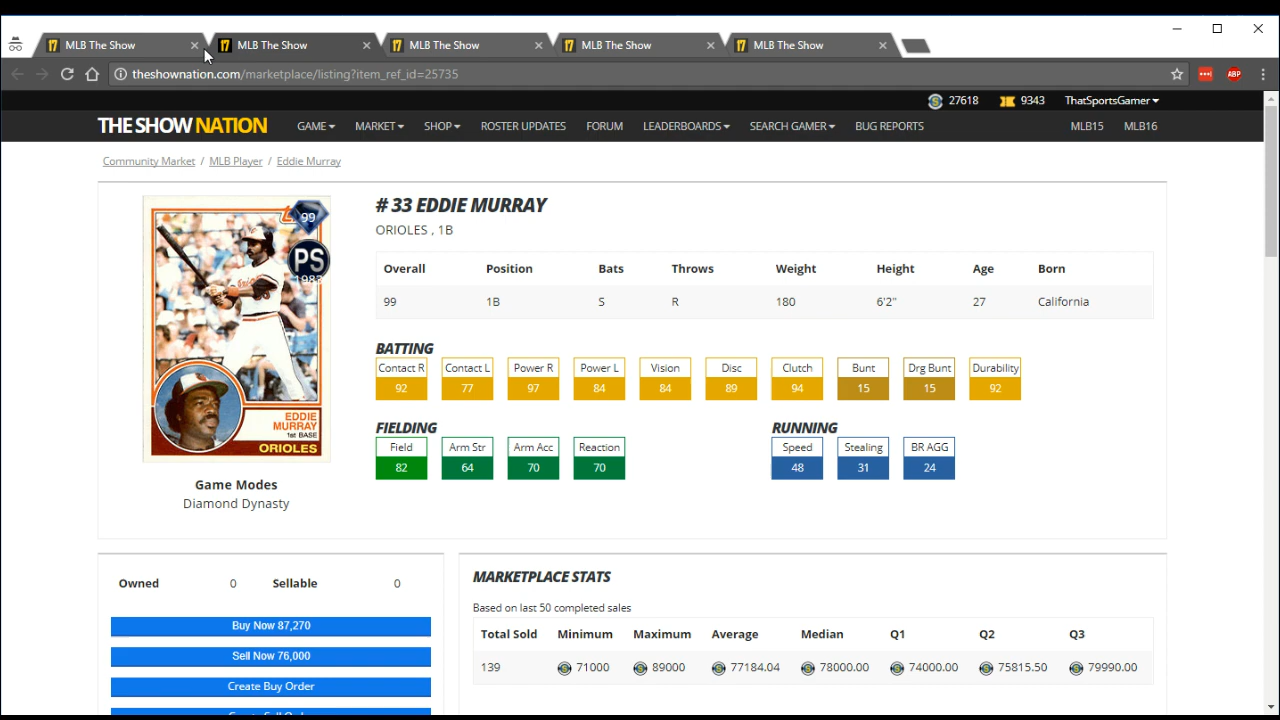 MLB The Show
MLB The Show
MLB The Show
MLB The Show
MLB The Show
theshownation.com/marketplace/listing?item_ref_id=25735
ABP
27618 9343 ThatSportsGamer
THE SHOW NATION GAME MARKET SHOP ROSTER UPDATES FORUM LEADERBOARDS SEARCH GAMER BUG REPORTS MLB15 MLB16
Community Market / MLB Player / Eddie Murray
99
PS
1983
EDDIE
MURRAY
1st BASE
ORIOLES
Game Modes
Diamond Dynasty
# 33 EDDIE MURRAY
ORIOLES , 1B
Overall Position Bats Throws Weight Height Age Born
99 1B S R 180 6'2" 27 California
BATTING
Contact R Contact L Power R Power L Vision Disc Clutch Bunt Drg Bunt Durability
92 77 97 84 84 89 94 15 15 92
FIELDING RUNNING
Field Arm Str Arm Acc Reaction Speed Stealing BR AGG
82 64 70 70 48 31 24
Owned 0 Sellable 0
Buy Now 87,270
Sell Now 76,000
Create Buy Order
MARKETPLACE STATS
Based on last 50 completed sales
Total Sold Minimum Maximum Average Median Q1 Q2 Q3
139 71000 89000 77184.04 78000.00 74000.00 75815.50 79990.00